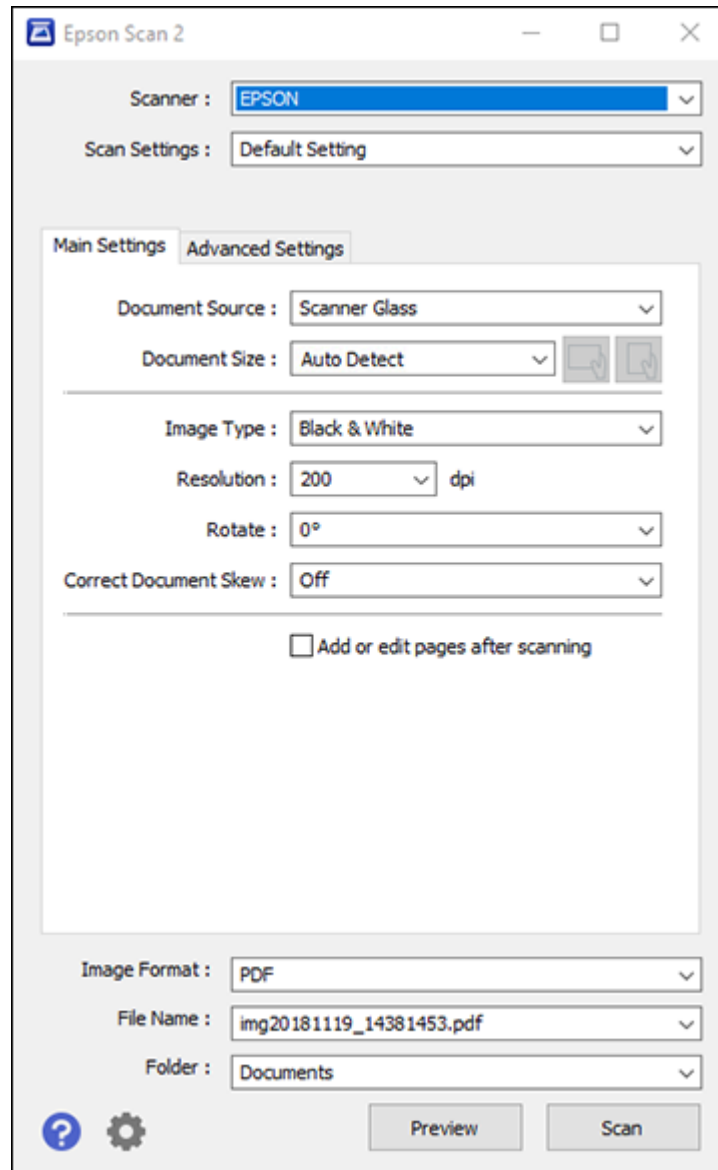 Epson Scan 2
Scanner : EPSON
Scan Settings : Default Setting
Main Settings Advanced Settings
Document Source : Scanner Glass
Document Size : Auto Detect
Image Type : Black & White
Resolution : 200 dpi
Rotate : 0°
Correct Document Skew : Off
Add or edit pages after scanning
Image Format : PDF
File Name : img20181119_14381453.pdf
Folder : Documents
? Preview Scan